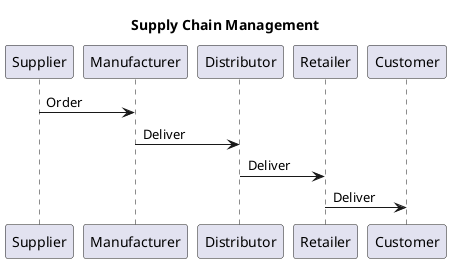 Supply Chain Management
Supplier Manufacturer Distributor Retailer Customer
Order
Deliver
Deliver
Deliver
Supplier Manufacturer Distributor Retailer Customer